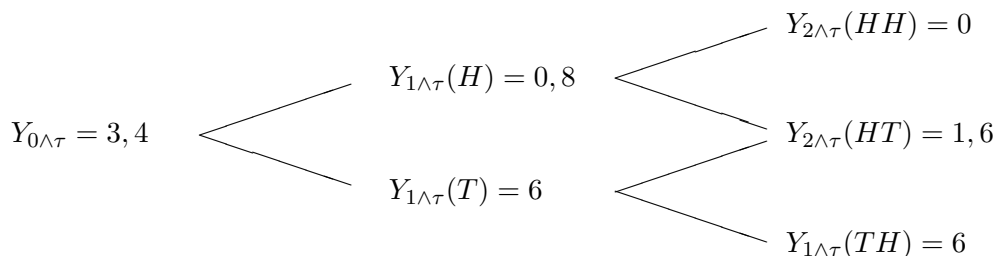 Y_{2∧τ}(HH) = 0
Y_{1∧τ}(H) = 0,8
Y_{0∧τ} = 3,4
Y_{2∧τ}(HT) = 1,6
Y_{1∧τ}(T) = 6
Y_{1∧τ}(TH) = 6